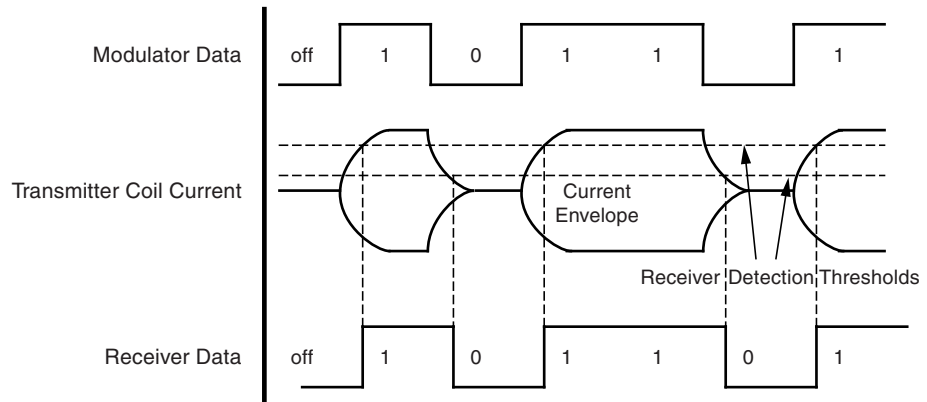 Modulator Data off 1 0 1 1 1
Transmitter Coil Current
Current
Envelope
Receiver Detection Thresholds
Receiver Data off 1 0 1 1 0 1